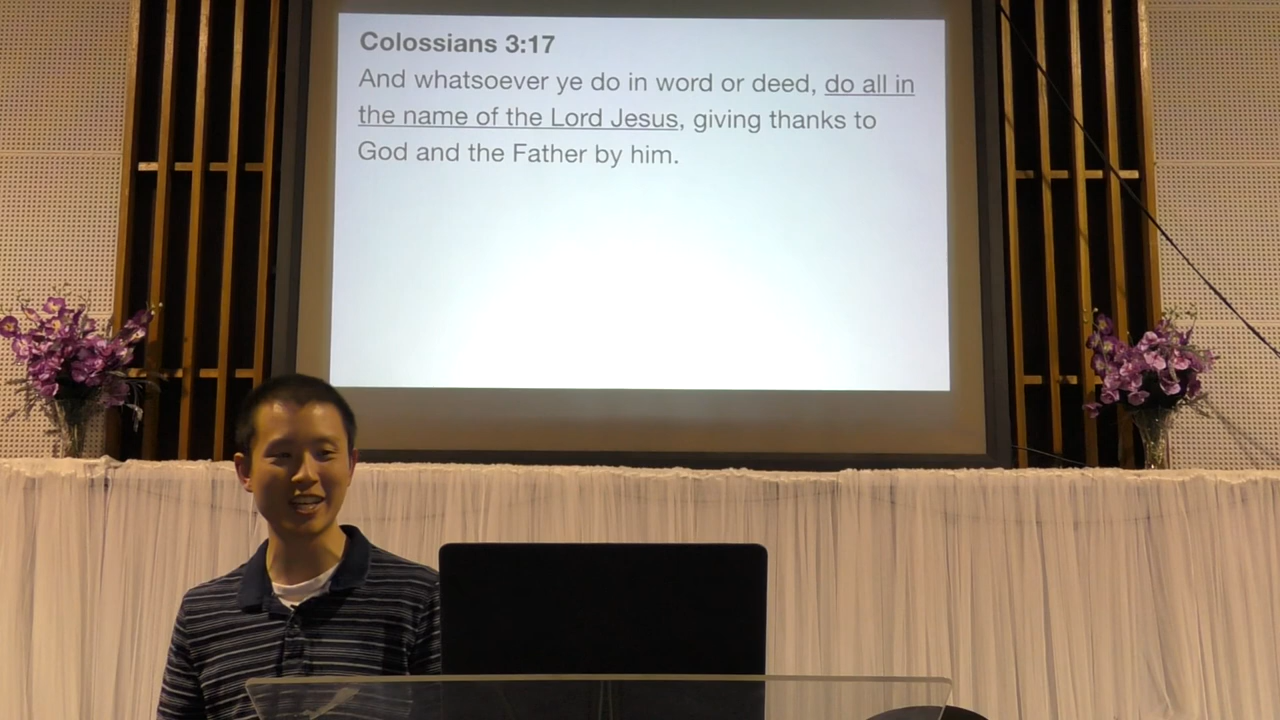 Colossians 3:17
And whatsoever ye do in word or deed, do all in
the name of the Lord Jesus, giving thanks to
God and the Father by him.